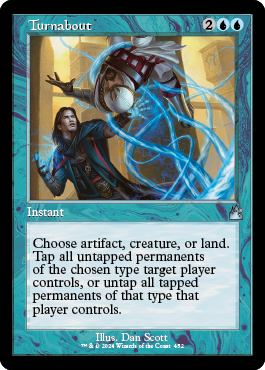 Turnabout 2
Instant
Choose artifact, creature, or land.
Tap all untapped permanents
of the chosen type target player
controls, or untap all tapped
permanents of that type that
player controls.
Illus. Dan Scott
™ & © 2024 Wizards of the Coast 452